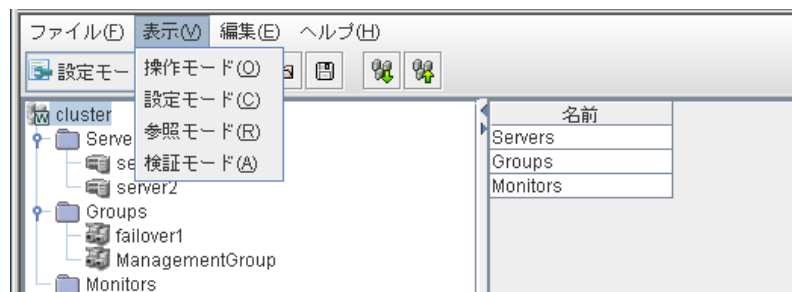 ファイル(F) 表示(V) 編集(E) ヘルプ(H)
設定モー
操作モード(O)
設定モード(C)
参照モード(R)
検証モード(A)
cluster
Serve
se
server2
Groups
failover1
ManagementGroup
Monitors
名前
Servers
Groups
Monitors